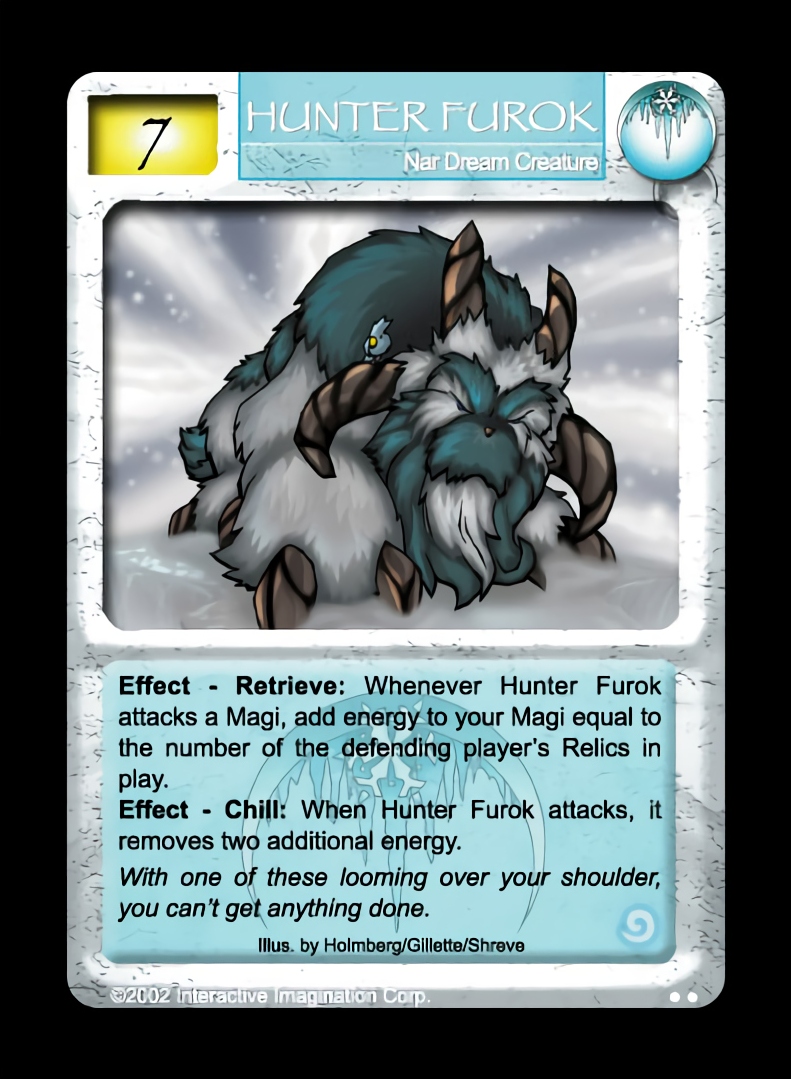 7
HUNTER FUROK
Nar Dream Creature
Effect - Retrieve: Whenever Hunter Furok
attacks a Magi, add energy to your Magi equal to
the number of the defending player's Relics in
play.
Effect - Chill: When Hunter Furok attacks, it
removes two additional energy.
With one of these looming over your shoulder,
you can't get anything done.
Illus. by Holmberg/Gillette/Shreve
©2002 Interactive Imagination Corp.